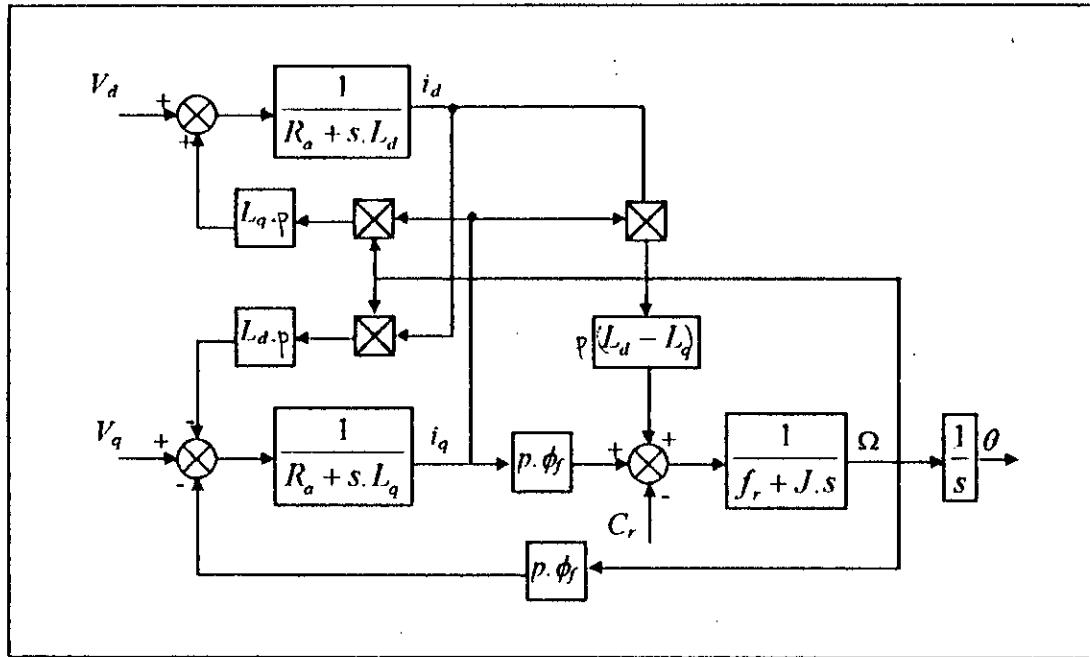 V_d
+
+
1
R_a + s.L_d
i_d
L_q.p
L_d.p
p(L_d − L_q)
V_q
+
-
-
1
R_a + s.L_q
i_q
p.ϕ_f
+
+
-
C_r
1
f_r + J.s
Ω
1
s
θ
p.ϕ_f